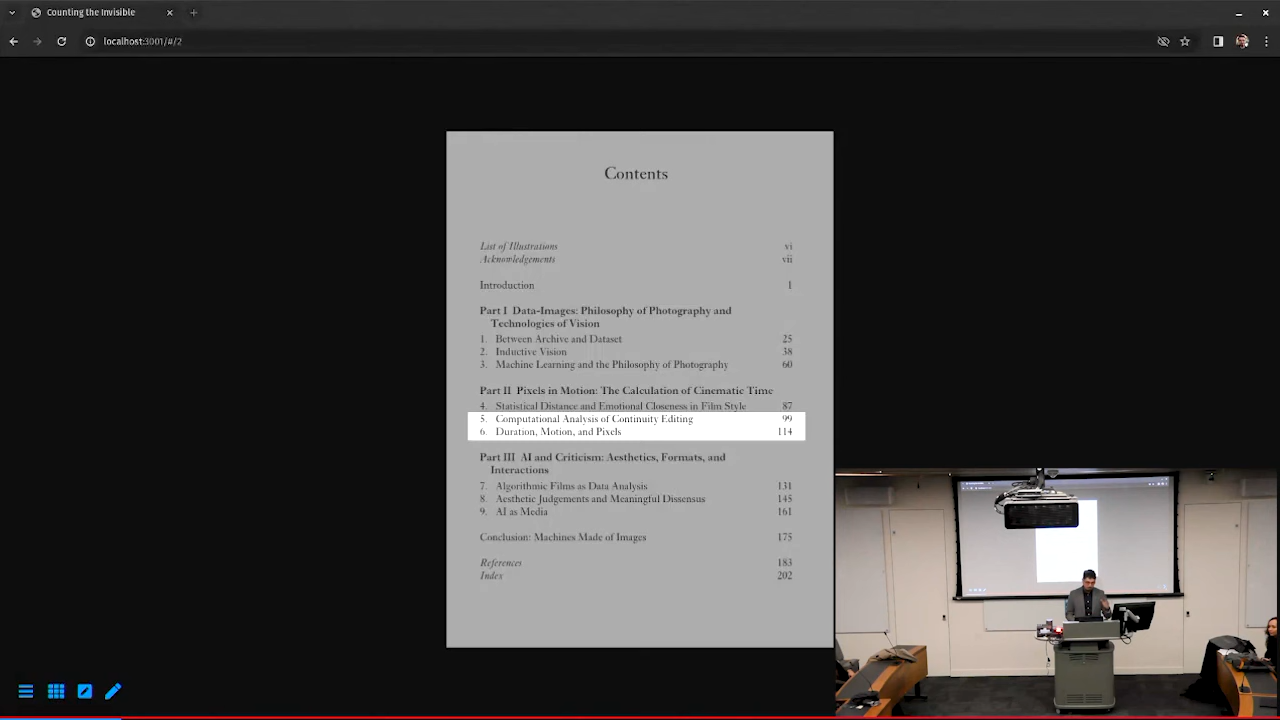 Counting the Invisible
localhost:3001/#/2
Contents
List of Illustrations vi
Acknowledgements vii
Introduction 1
Part I Data-Images: Philosophy of Photography and
Technologies of Vision
1. Between Archive and Dataset 25
2. Inductive Vision 38
3. Machine Learning and the Philosophy of Photography 60
Part II Pixels in Motion: The Calculation of Cinematic Time
4. Statistical Distance and Emotional Closeness in Film Style 87
5. Computational Analysis of Continuity Editing 99
6. Duration, Motion, and Pixels 114
Part III AI and Criticism: Aesthetics, Formats, and
Interactions
7. Algorithmic Films as Data Analysis 131
8. Aesthetic Judgements and Meaningful Dissensus 145
9. AI as Media 161
Conclusion: Machines Made of Images 175
References 183
Index 202